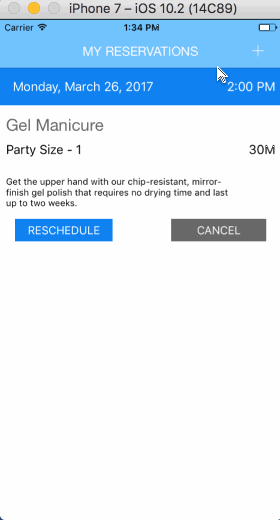 iPhone 7 – iOS 10.2 (14C89)
Carrier 1:34 PM
MY RESERVATIONS +
Monday, March 26, 2017 2:00 PM
Gel Manicure
Party Size - 1 30M
Get the upper hand with our chip-resistant, mirror-
finish gel polish that requires no drying time and last
up to two weeks.
RESCHEDULE CANCEL